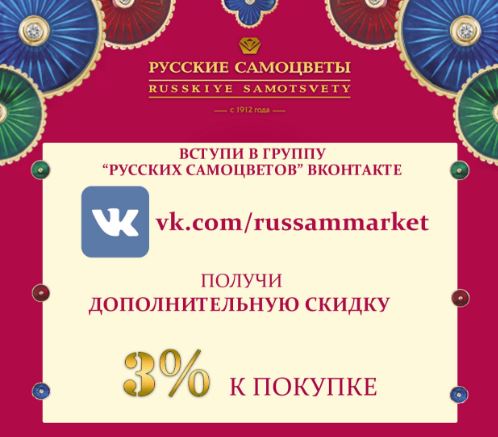 РУССКИЕ САМОЦВЕТЫ
RUSSKIYE SAMOTSVETY
с 1912 года
ВСТУПИ В ГРУППУ
“РУССКИХ САМОЦВЕТОВ” ВКОНТАКТЕ
vk.com/russammarket
ПОЛУЧИ
ДОПОЛНИТЕЛЬНУЮ СКИДКУ
3% К ПОКУПКЕ